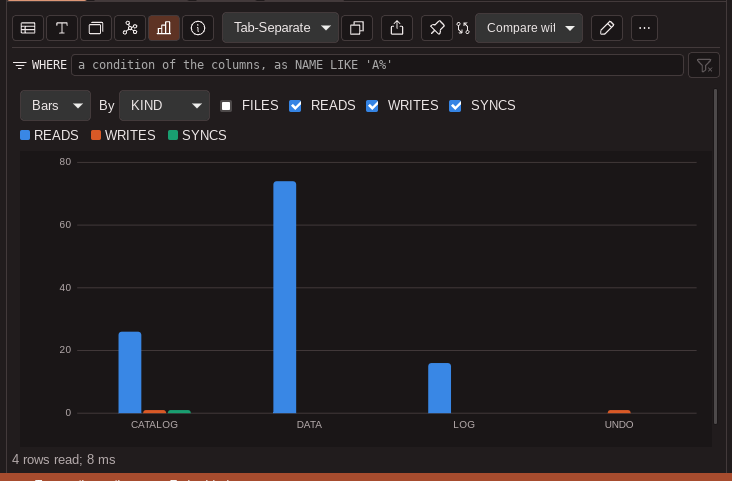 Tab-Separate
Compare wit
WHERE a condition of the columns, as NAME LIKE 'A%'
Bars By KIND FILES READS WRITES SYNCS
READS WRITES SYNCS
80
60
40
20
0
CATALOG DATA LOG UNDO
4 rows read; 8 ms